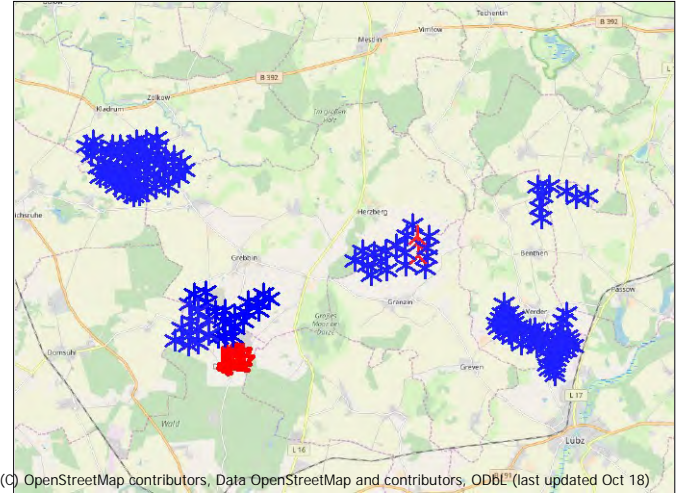 Techentin
B 392
Mestlin
Vimfow
B 392
Zölkow
Kladrum
Herzberg
Grebbin
Benthen
Passow
Granzin
Werder
Greven
L 17
Wald
Lübz
L 16
(C) OpenStreetMap contributors, Data OpenStreetMap and contributors, ODbL (last updated Oct 18)